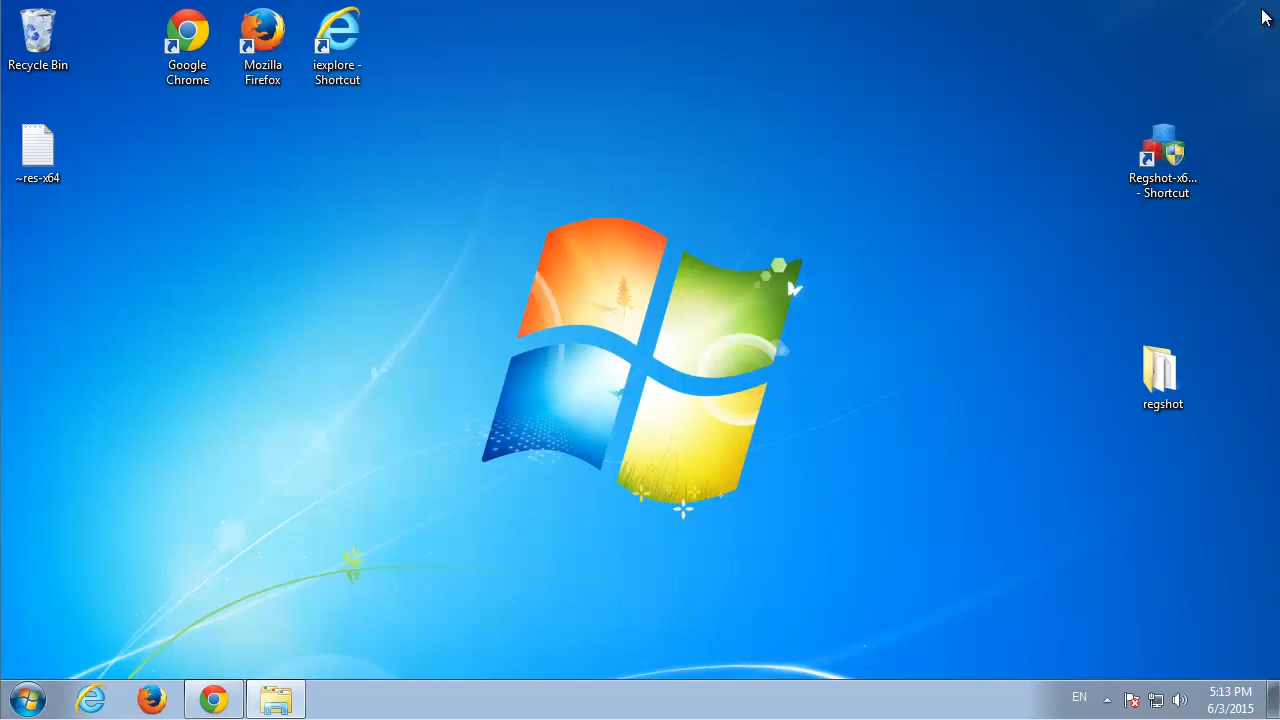 Recycle Bin
Google
Chrome
Mozilla
Firefox
iexplore -
Shortcut
~res-x64
Regshot-x6...
- Shortcut
regshot
EN
5:13 PM
6/3/2015